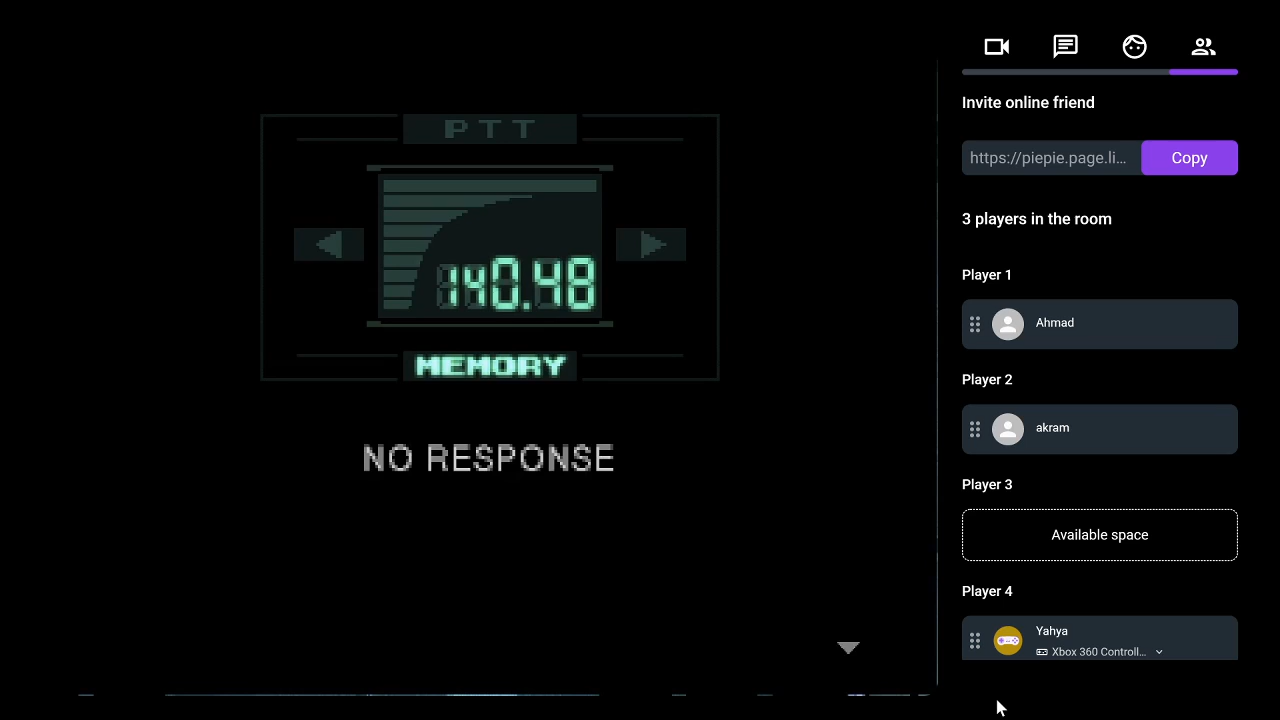 PTT
140.48
MEMORY
NO RESPONSE
Invite online friend
https://piepie.page.li...
Copy
3 players in the room
Player 1
Ahmad
Player 2
akram
Player 3
Available space
Player 4
Yahya
Xbox 360 Controll...